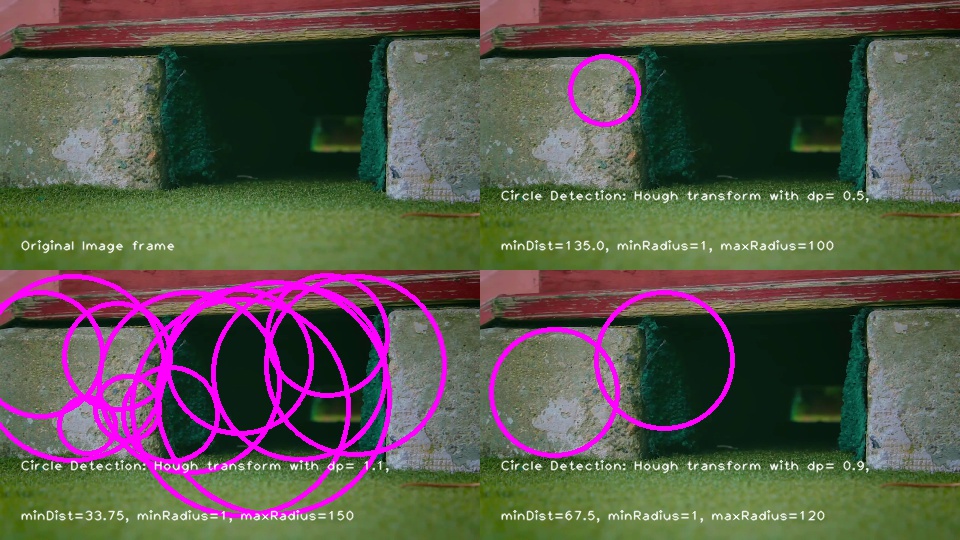 Original Image frame
Circle Detection: Hough transform with dp= 0.5,
minDist=135.0, minRadius=1, maxRadius=100
Circle Detection: Hough transform with dp= 1.1,
minDist=33.75, minRadius=1, maxRadius=150
Circle Detection: Hough transform with dp= 0.9,
minDist=67.5, minRadius=1, maxRadius=120